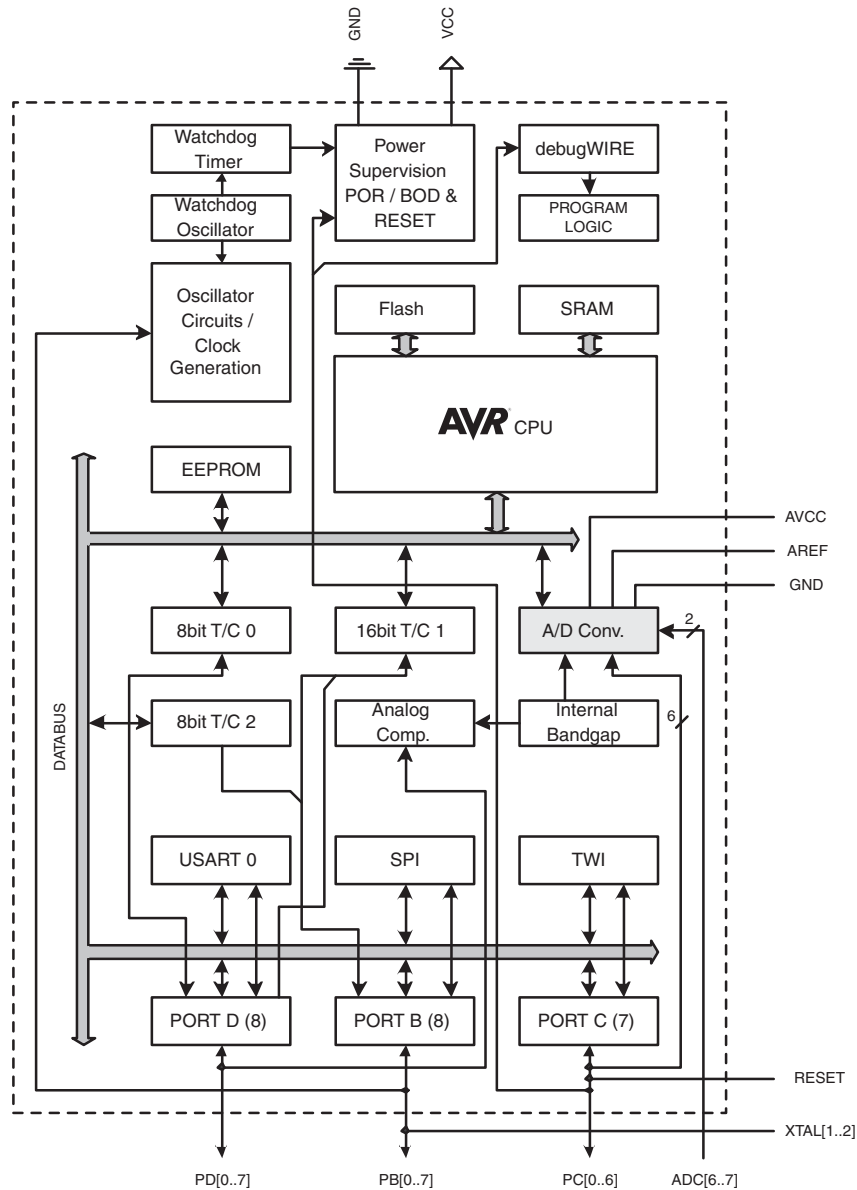 GND
VCC
Watchdog
Timer
Power
Supervision
POR / BOD &
RESET
debugWIRE
Watchdog
Oscillator
PROGRAM
LOGIC
Oscillator
Circuits /
Clock
Generation
Flash
SRAM
AVR CPU
EEPROM
AVCC
AREF
GND
8bit T/C 0
16bit T/C 1
A/D Conv.
2
DATABUS
8bit T/C 2
Analog
Comp.
Internal
Bandgap
6
USART 0
SPI
TWI
PORT D (8)
PORT B (8)
PORT C (7)
RESET
XTAL[1..2]
PD[0..7]
PB[0..7]
PC[0..6]
ADC[6..7]